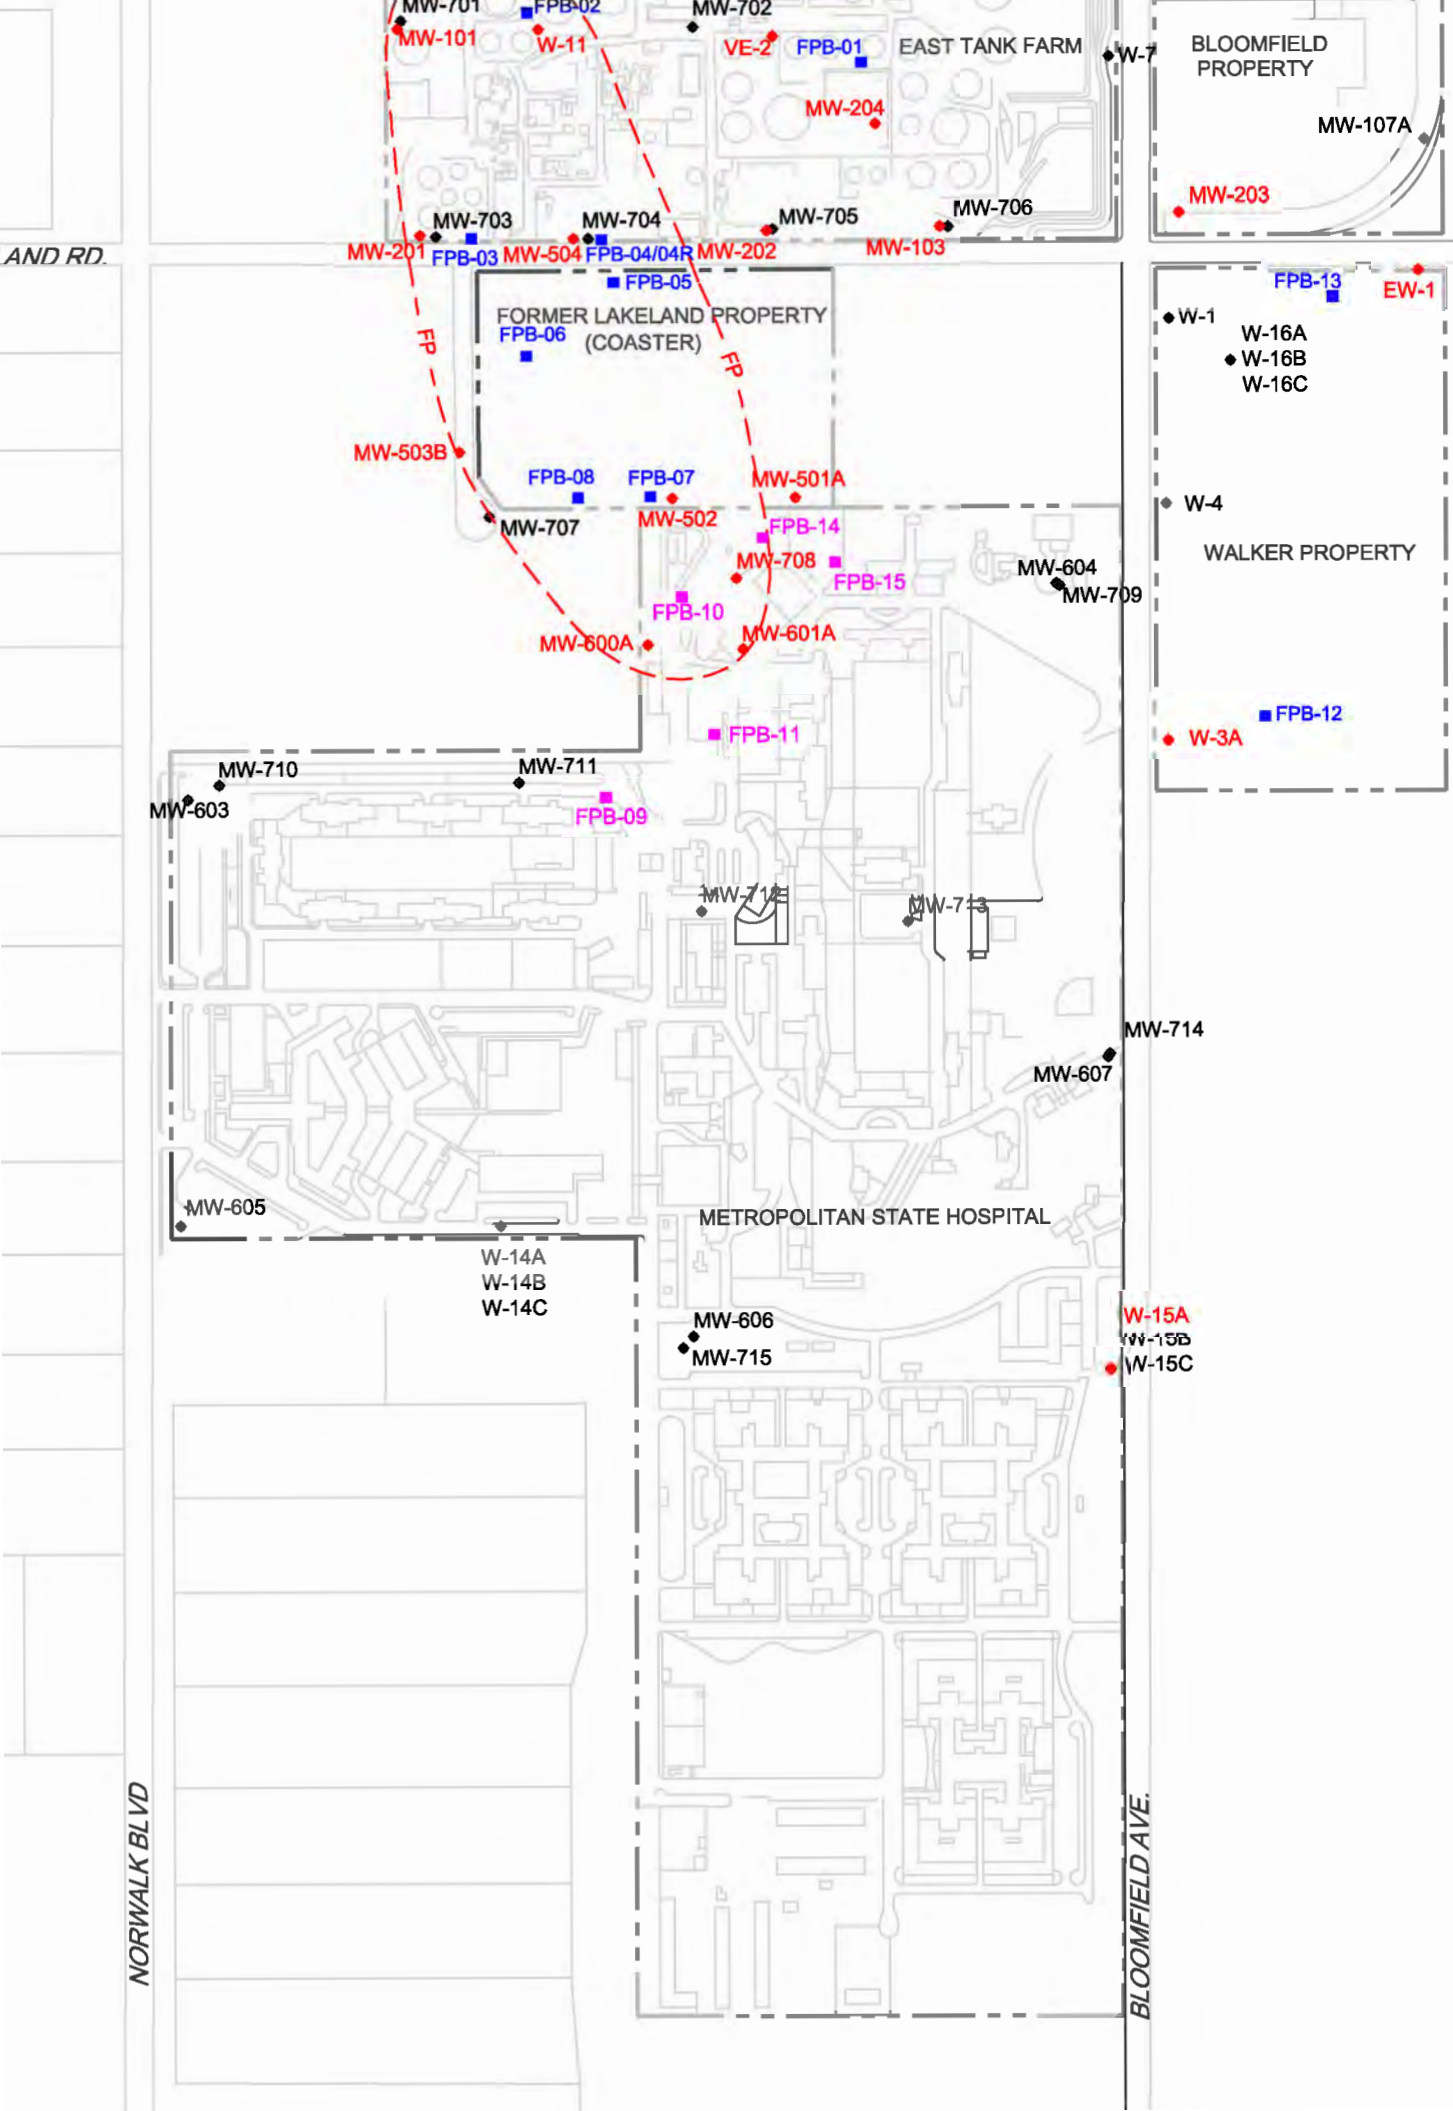 MW-701
FPB-02
MW-702
MW-101
W-11
VE-2
FPB-01
EAST TANK FARM
W-7
BLOOMFIELD
PROPERTY
MW-204
MW-107A
MW-203
MW-703
MW-704
MW-705
MW-706
AND RD.
MW-201
FPB-03
MW-504
FPB-04/04R
MW-202
MW-103
FPB-05
FPB-13
EW-1
FORMER LAKELAND PROPERTY
(COASTER)
FPB-06
W-1
W-16A
W-16B
W-16C
FP
FP
MW-503B
FPB-08
FPB-07
MW-501A
MW-502
W-4
MW-707
FPB-14
WALKER PROPERTY
MW-708
FPB-15
MW-604
MW-709
FPB-10
MW-600A
MW-601A
FPB-11
FPB-12
W-3A
MW-710
MW-711
MW-603
FPB-09
MW-712
MW-713
MW-714
MW-607
MW-605
METROPOLITAN STATE HOSPITAL
W-14A
W-14B
W-14C
MW-606
MW-715
W-15A
W-15B
W-15C
NORWALK BLVD
BLOOMFIELD AVE.